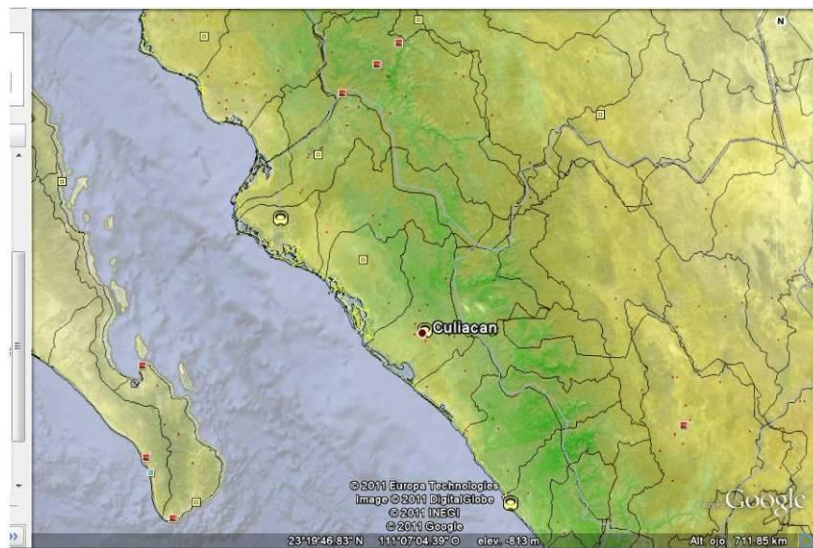 N
Culiacan
© 2011 Europa Technologies
Image © 2011 DigitalGlobe
© 2011 INEGI
© 2011 Google
Google
23°19'46.83" N 111°07'04.39" O elev. -813 m Alt. ojo 711.85 km